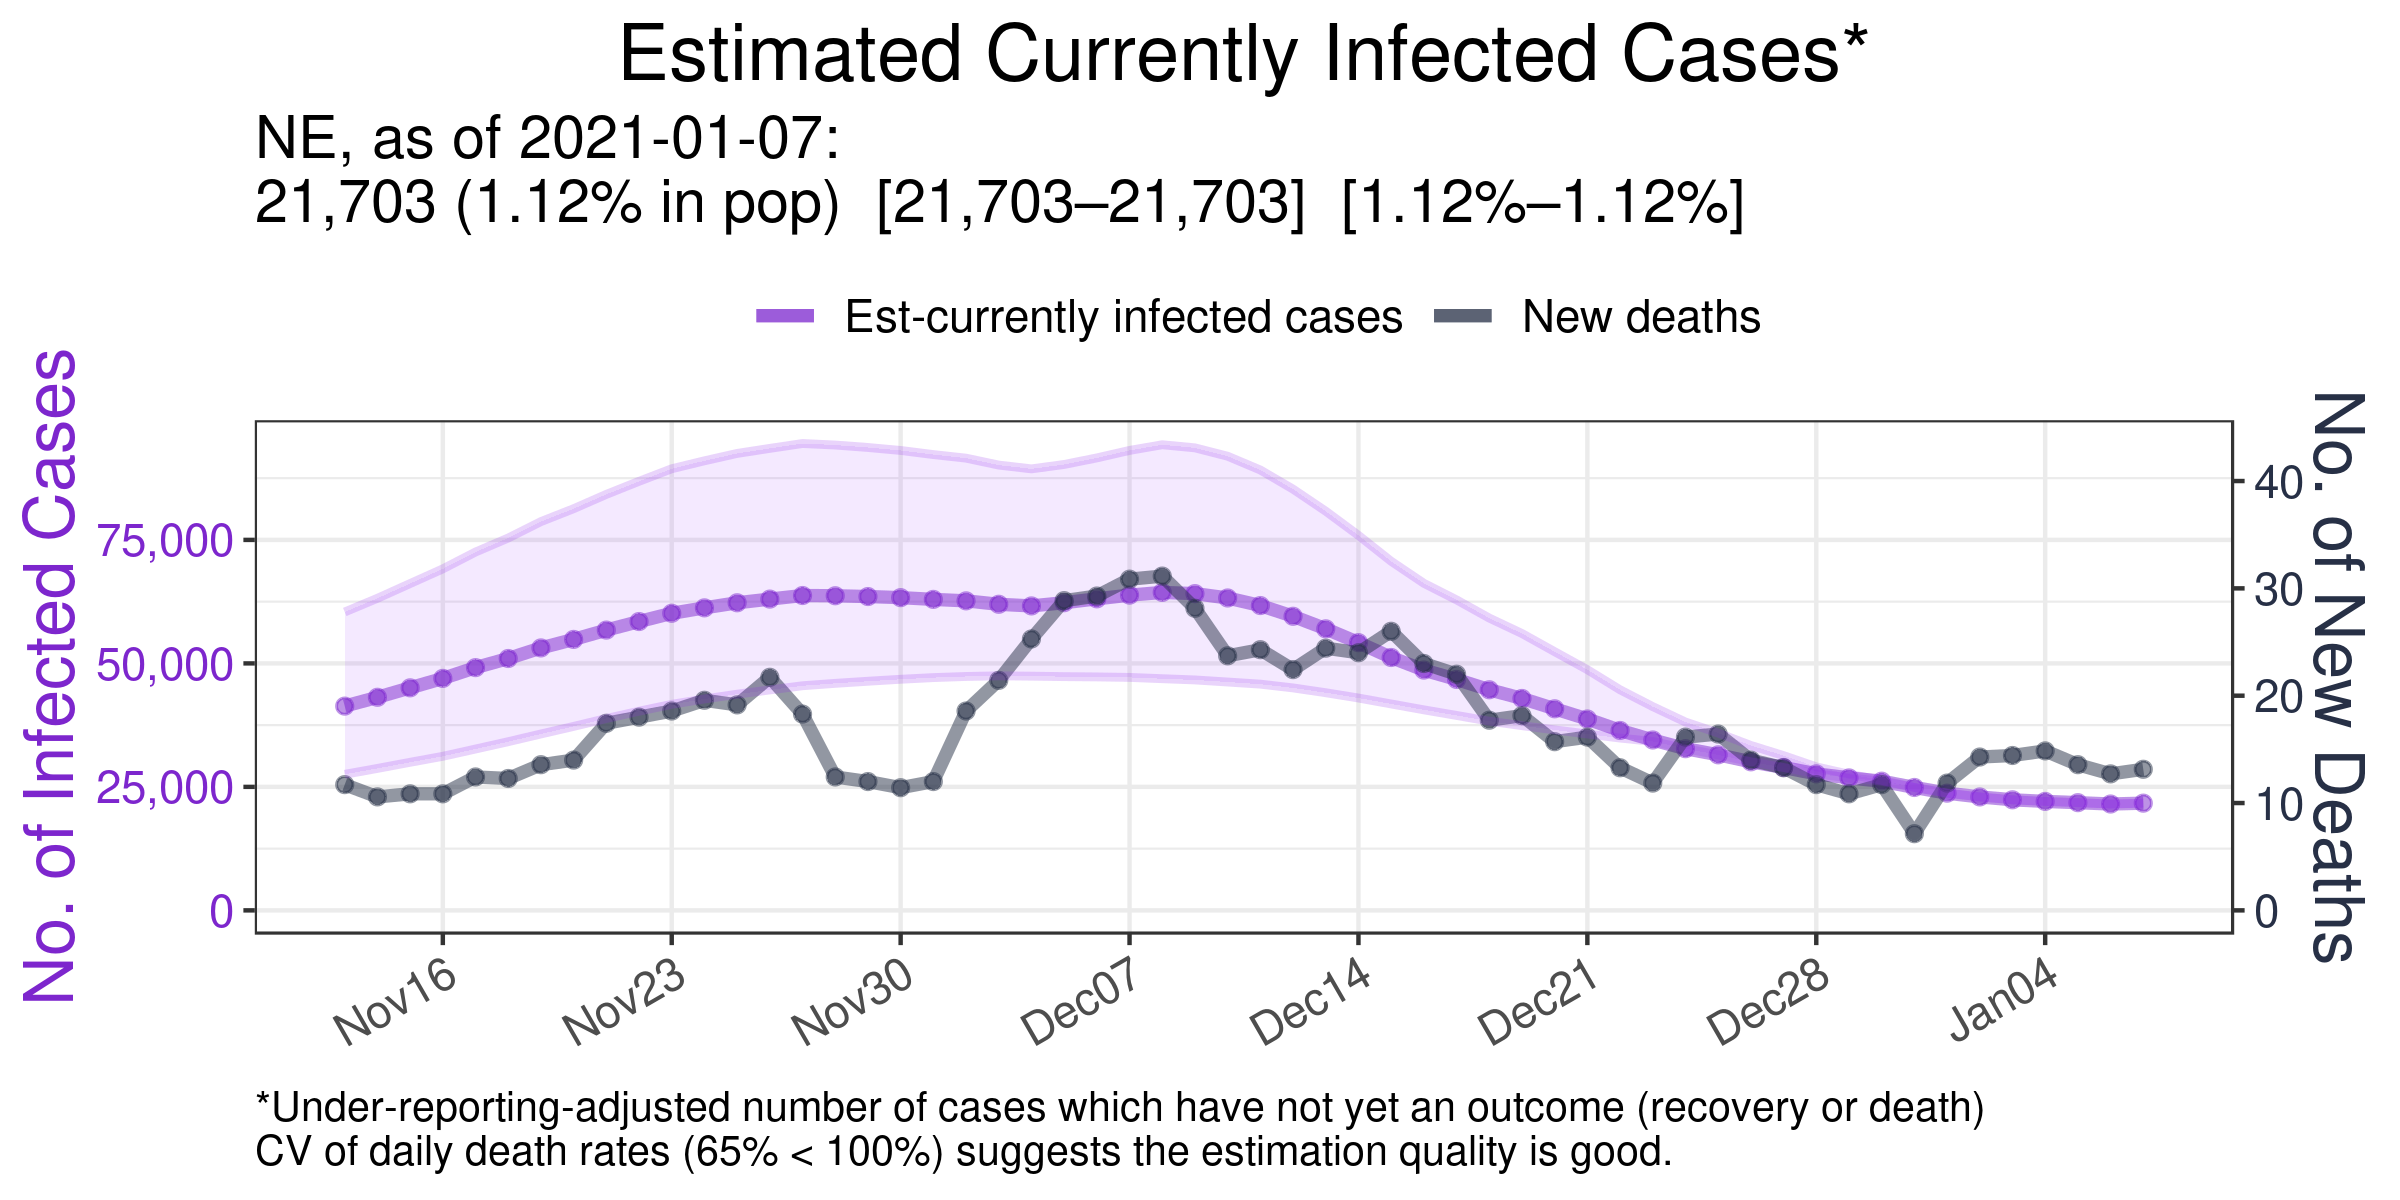 Estimated Currently Infected Cases*
NE, as of 2021-01-07:
21,703 (1.12% in pop)  [21,703–21,703]  [1.12%–1.12%]
Est-currently infected cases
New deaths
No. of Infected Cases
75,000
50,000
25,000
0
40
30
20
10
0
No. of New Deaths
Nov16
Nov23
Nov30
Dec07
Dec14
Dec21
Dec28
Jan04
*Under-reporting-adjusted number of cases which have not yet an outcome (recovery or death)
CV of daily death rates (65% < 100%) suggests the estimation quality is good.